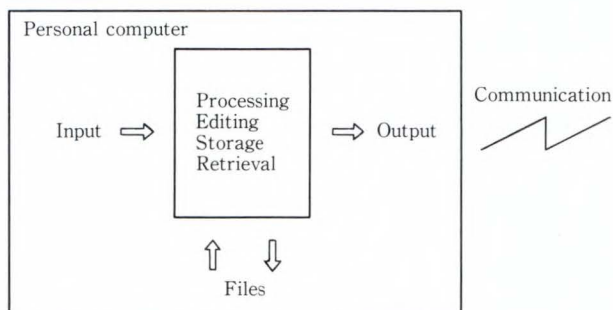 Personal computer
Communication
Processing
Editing
Storage
Retrieval
Input
Output
Files